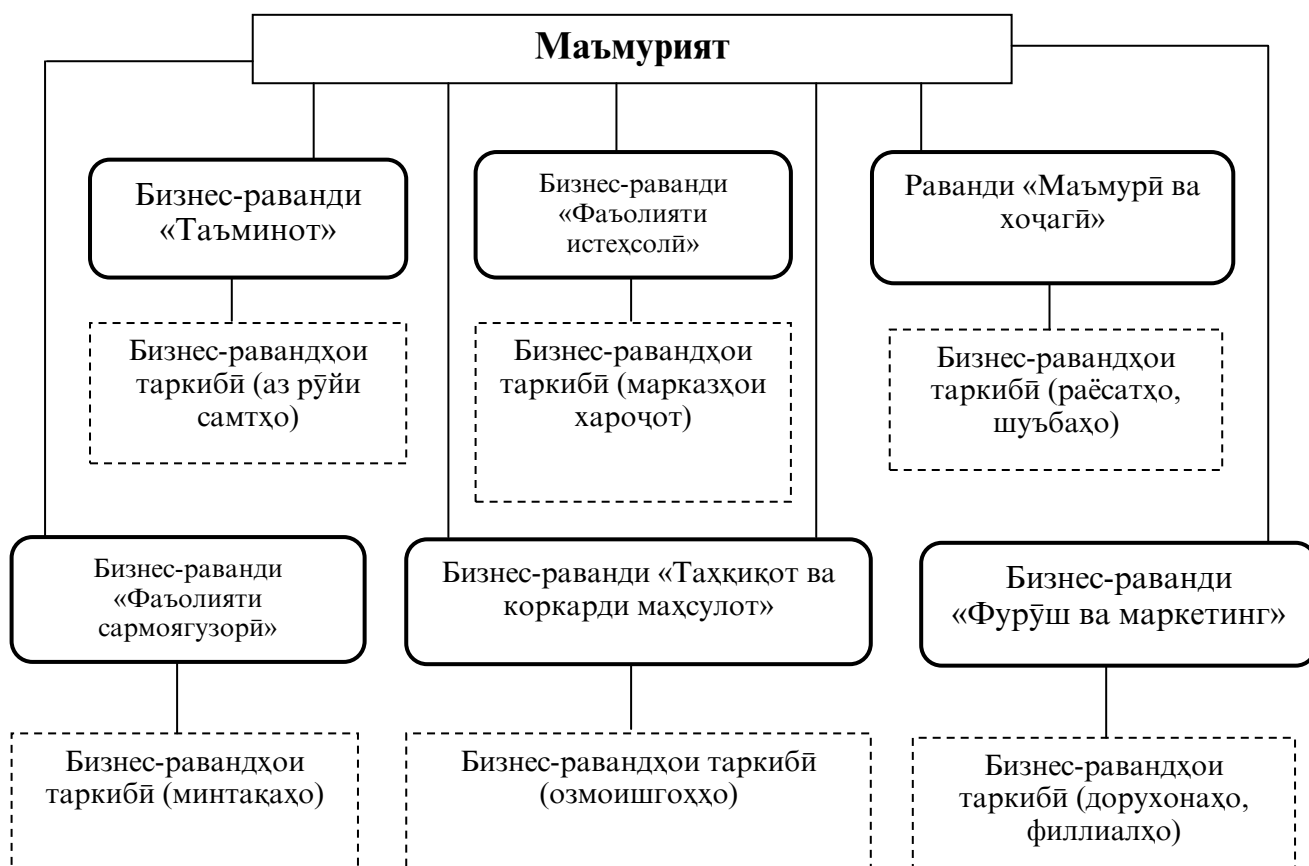 Маъмурият
Бизнес-раванди
«Таъминот»
Бизнес-раванди
«Фаъолияти
истеҳсолӣ»
Раванди «Маъмурӣ ва
хоҷагӣ»
Бизнес-равандҳои
таркибӣ (аз рӯйи
самтҳо)
Бизнес-равандҳои
таркибӣ (марказҳои
хароҷот)
Бизнес-равандҳои
таркибӣ (раёсатҳо,
шуъбаҳо)
Бизнес-раванди
«Фаъолияти
сармоягузорӣ»
Бизнес-раванди «Таҳқиқот ва
коркарди маҳсулот»
Бизнес-раванди
«Фурӯш ва маркетинг»
Бизнес-равандҳои
таркибӣ (минтақаҳо)
Бизнес-равандҳои таркибӣ
(озмоишгоҳҳо)
Бизнес-равандҳои
таркибӣ (дорухонаҳо,
филлиалҳо)